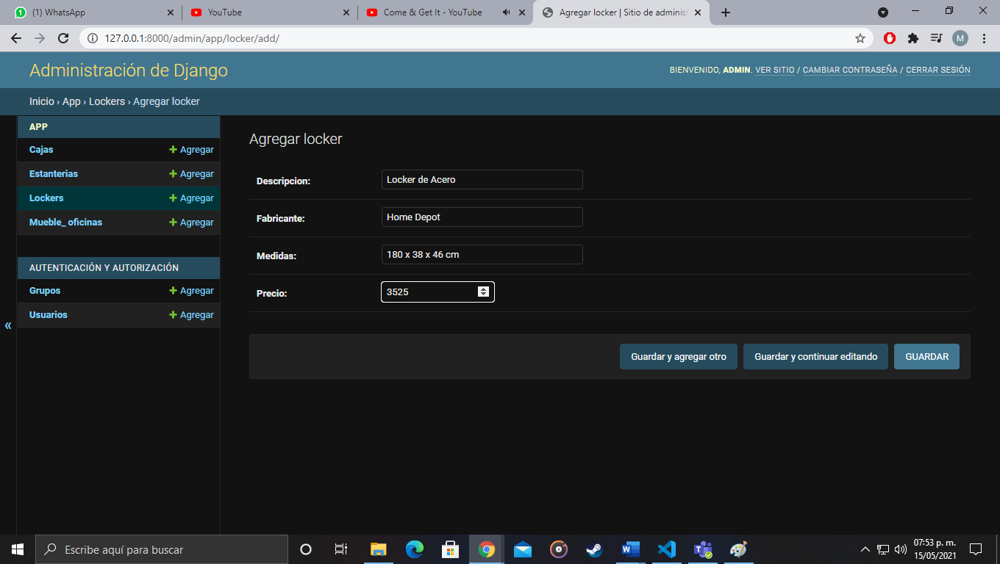 (1) WhatsApp
YouTube
Come & Get It - YouTube
Agregar locker | Sitio de administ
127.0.0.1:8000/admin/app/locker/add/
M
Administración de Django
BIENVENIDO, ADMIN. VER SITIO / CAMBIAR CONTRASEÑA / CERRAR SESIÓN
Inicio › App › Lockers › Agregar locker
APP
Cajas + Agregar
Estanterias + Agregar
Lockers + Agregar
Mueble_ oficinas + Agregar
AUTENTICACIÓN Y AUTORIZACIÓN
Grupos + Agregar
Usuarios + Agregar
«
Agregar locker
Descripcion: Locker de Acero
Fabricante: Home Depot
Medidas: 180 x 38 x 46 cm
Precio: 3525
Guardar y agregar otro Guardar y continuar editando GUARDAR
Escribe aquí para buscar
07:53 p. m.
15/05/2021